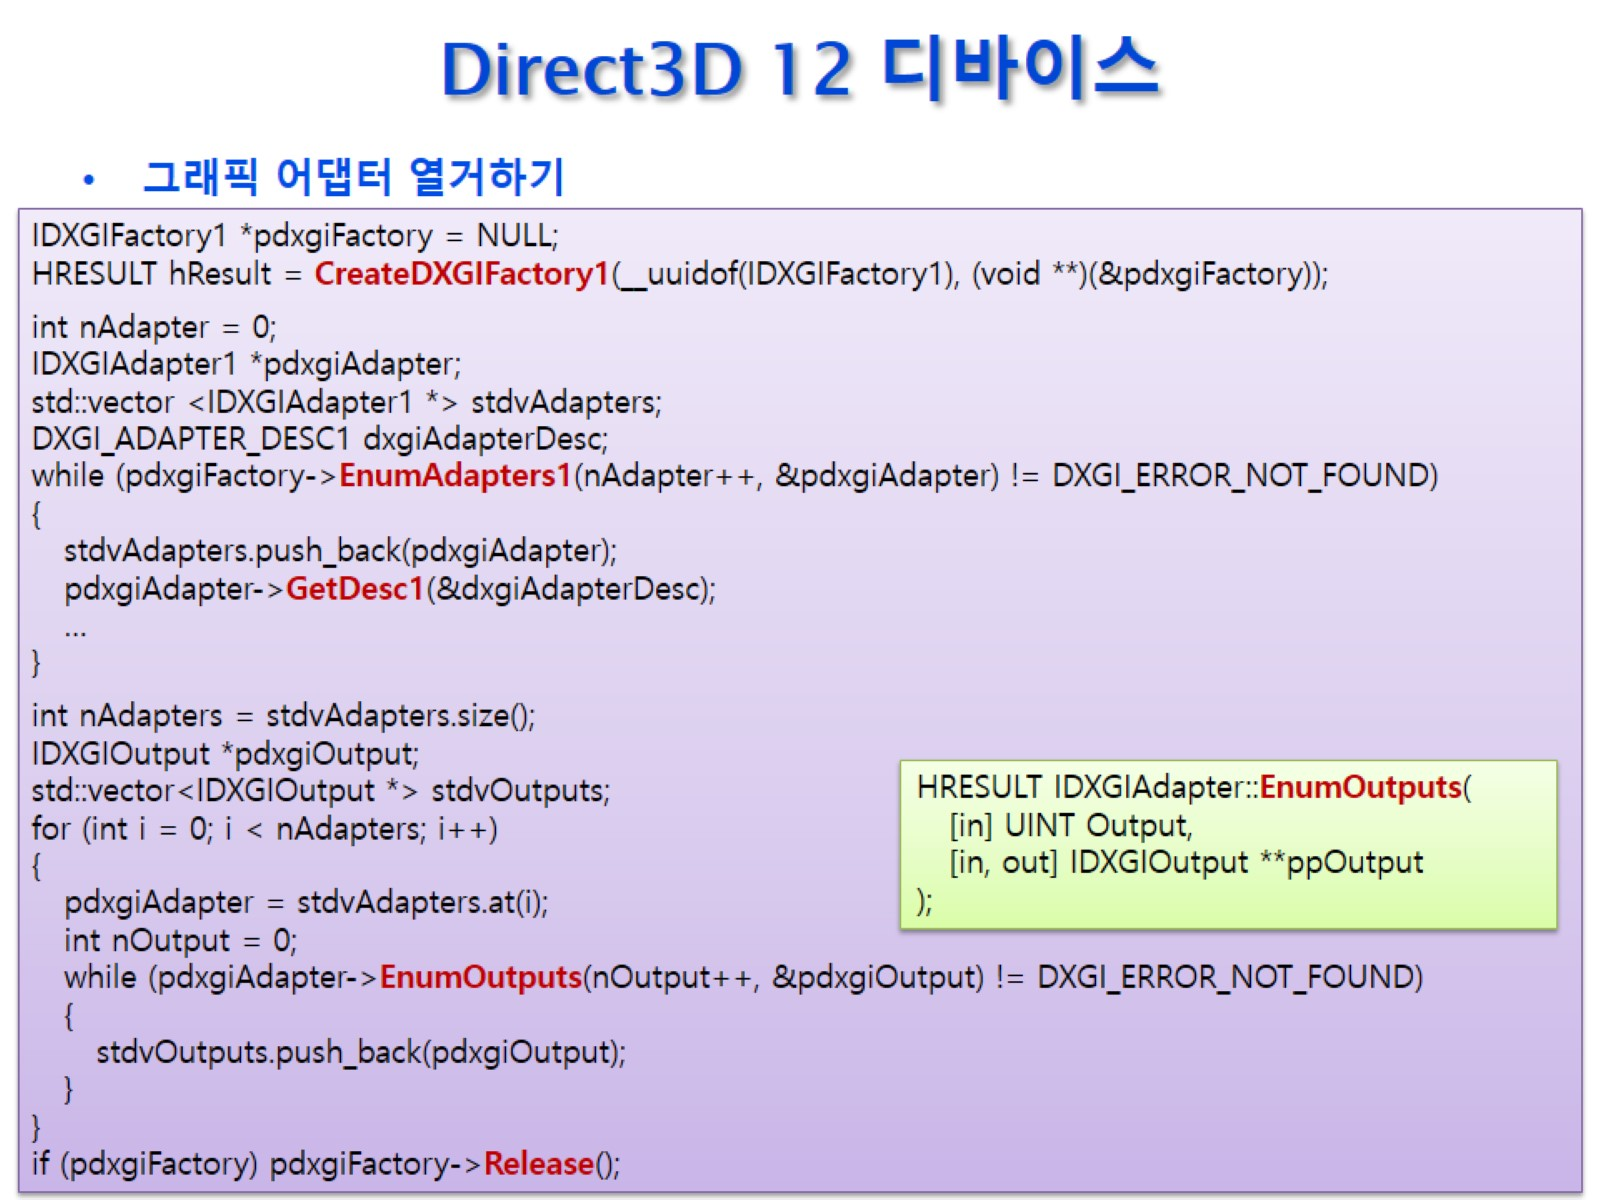 Direct3D 12 디바이스
• 그래픽 어댑터 열거하기
IDXGIFactory1 *pdxgiFactory = NULL;
HRESULT hResult = CreateDXGIFactory1(__uuidof(IDXGIFactory1), (void **)(&pdxgiFactory));
int nAdapter = 0;
IDXGIAdapter1 *pdxgiAdapter;
std::vector <IDXGIAdapter1 *> stdvAdapters;
DXGI_ADAPTER_DESC1 dxgiAdapterDesc;
while (pdxgiFactory->EnumAdapters1(nAdapter++, &pdxgiAdapter) != DXGI_ERROR_NOT_FOUND)
{
stdvAdapters.push_back(pdxgiAdapter);
pdxgiAdapter->GetDesc1(&dxgiAdapterDesc);
...
}
int nAdapters = stdvAdapters.size();
IDXGIOutput *pdxgiOutput;
std::vector<IDXGIOutput *> stdvOutputs;
for (int i = 0; i < nAdapters; i++)
{
pdxgiAdapter = stdvAdapters.at(i);
int nOutput = 0;
while (pdxgiAdapter->EnumOutputs(nOutput++, &pdxgiOutput) != DXGI_ERROR_NOT_FOUND)
{
stdvOutputs.push_back(pdxgiOutput);
}
}
if (pdxgiFactory) pdxgiFactory->Release();
HRESULT IDXGIAdapter::EnumOutputs(
[in] UINT Output,
[in, out] IDXGIOutput **ppOutput
);